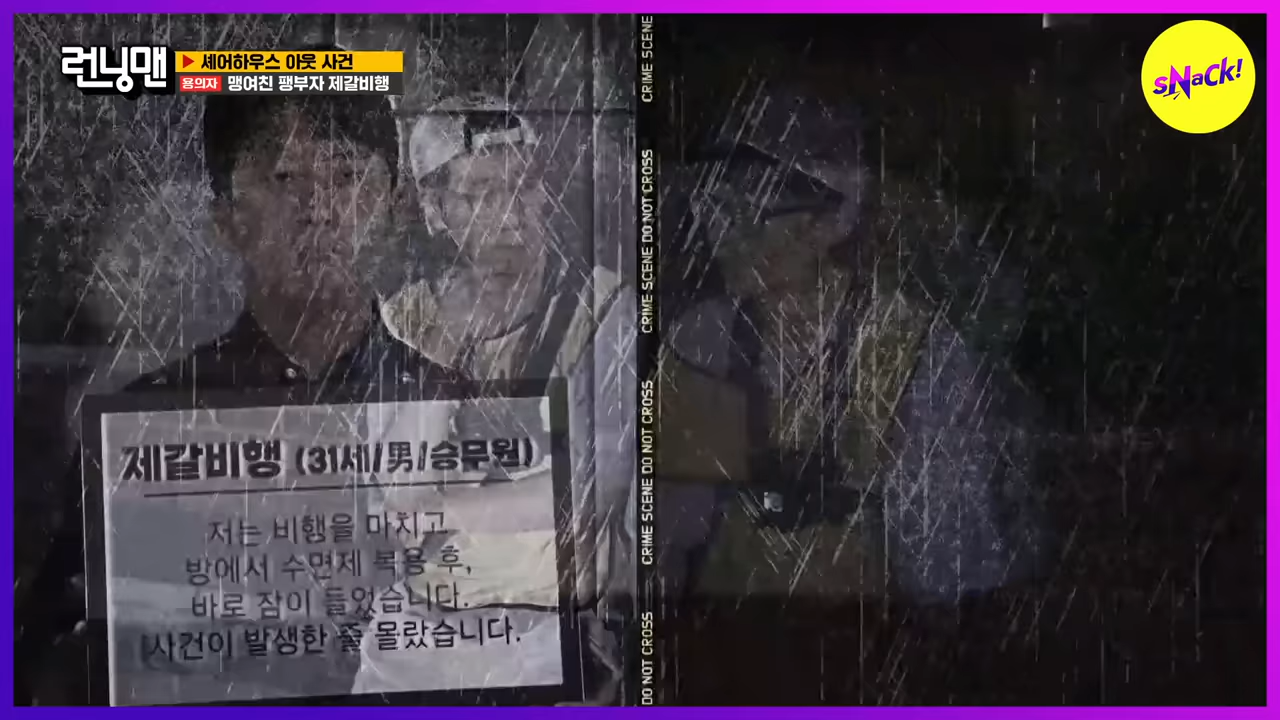 런닝맨
▶ 셰어하우스 아웃 사건
용의자 맹여친 팽부자 제갈비행
sNack!
CRIME SCENE
CRIME SCENE DO NOT CROSS
CRIME SCENE DO NOT CROSS
DO NOT CROSS
제갈비행 (31세/男/승무원)
저는 비행을 마치고
방에서 수면제 복용 후,
바로 잠이 들었습니다.
사건이 발생한 줄 몰랐습니다.